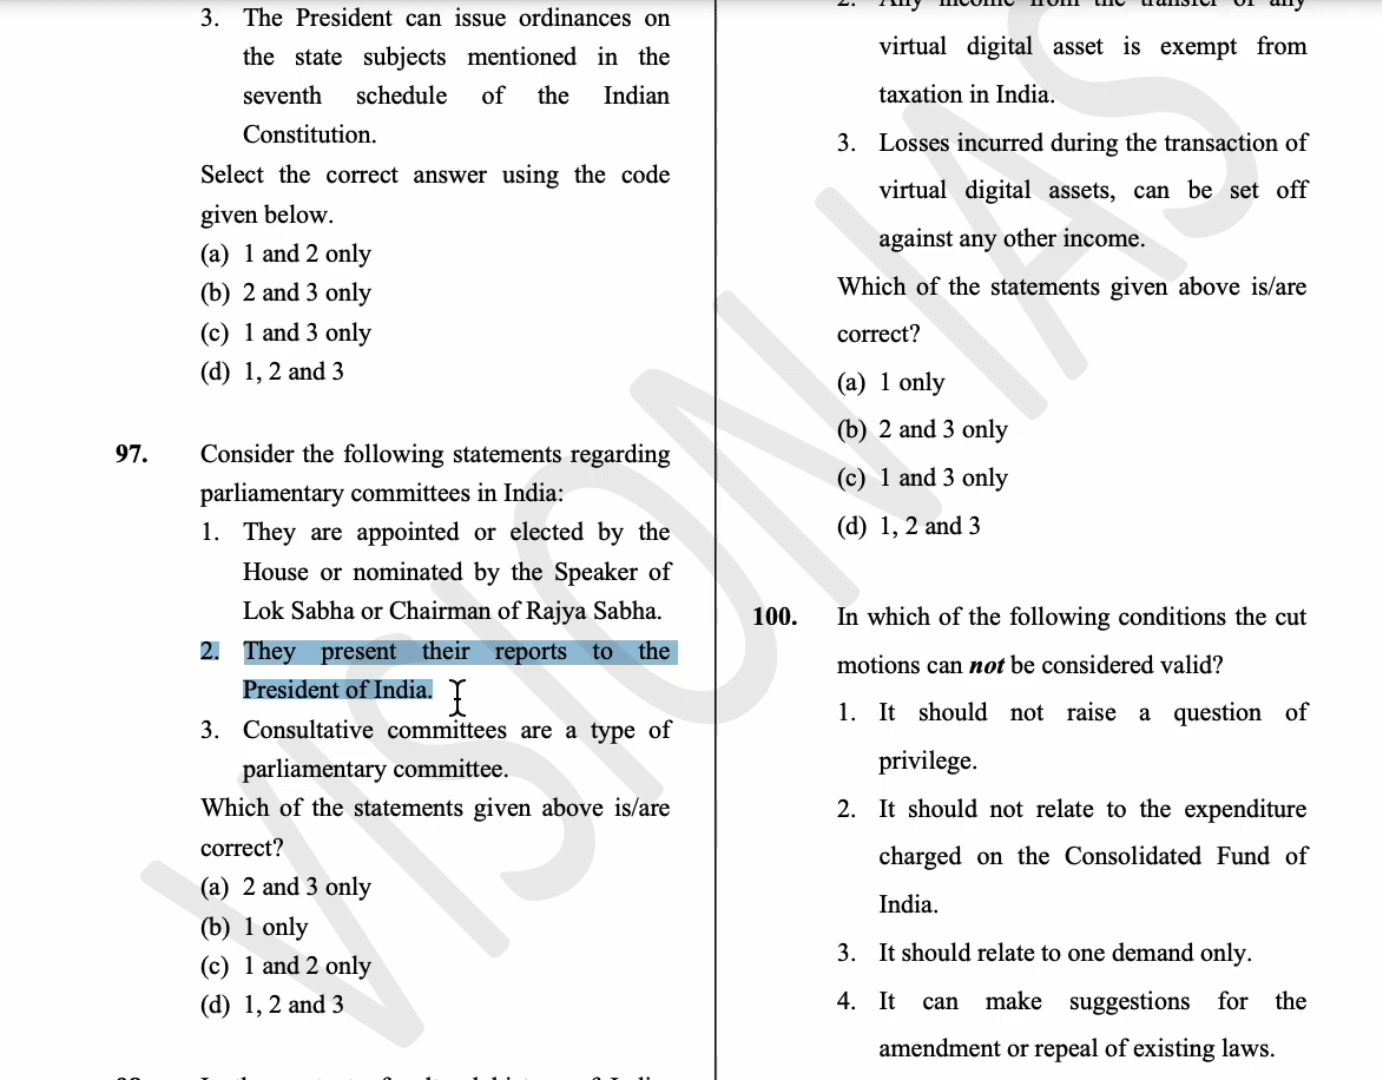 3. The President can issue ordinances on
the state subjects mentioned in the
seventh schedule of the Indian
Constitution.
Select the correct answer using the code
given below.
(a) 1 and 2 only
(b) 2 and 3 only
(c) 1 and 3 only
(d) 1, 2 and 3
97. Consider the following statements regarding
parliamentary committees in India:
1. They are appointed or elected by the
House or nominated by the Speaker of
Lok Sabha or Chairman of Rajya Sabha.
2. They present their reports to the
President of India.
3. Consultative committees are a type of
parliamentary committee.
Which of the statements given above is/are
correct?
(a) 2 and 3 only
(b) 1 only
(c) 1 and 2 only
(d) 1, 2 and 3
2. Any income from the transfer of any
virtual digital asset is exempt from
taxation in India.
3. Losses incurred during the transaction of
virtual digital assets, can be set off
against any other income.
Which of the statements given above is/are
correct?
(a) 1 only
(b) 2 and 3 only
(c) 1 and 3 only
(d) 1, 2 and 3
100. In which of the following conditions the cut
motions can not be considered valid?
1. It should not raise a question of
privilege.
2. It should not relate to the expenditure
charged on the Consolidated Fund of
India.
3. It should relate to one demand only.
4. It can make suggestions for the
amendment or repeal of existing laws.
VISION IAS